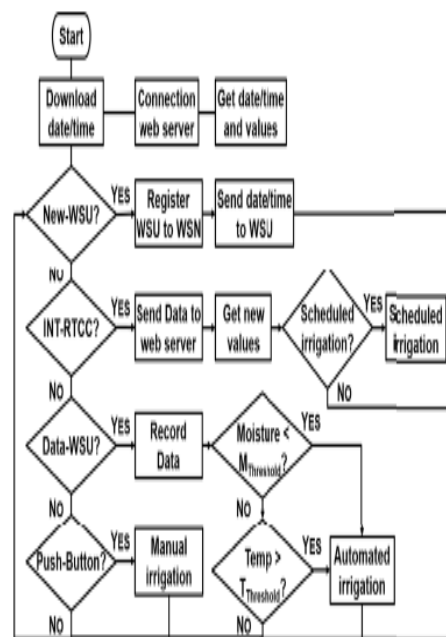 Start
Download
date/time
Connection
web server
Get date/time
and values
New-WSU?
YES
Register
WSU to WSN
Send date/time
to WSU
NO
INT-RTCC?
YES
Send Data to
web server
Get new
values
Scheduled
irrigation?
YES
Scheduled
irrigation
NO
NO
Data-WSU?
YES
Record
Data
Moisture <
MThreshold?
YES
NO
NO
Push-Button?
YES
Manual
irrigation
Temp >
TThreshold?
YES
Automated
irrigation
NO
NO